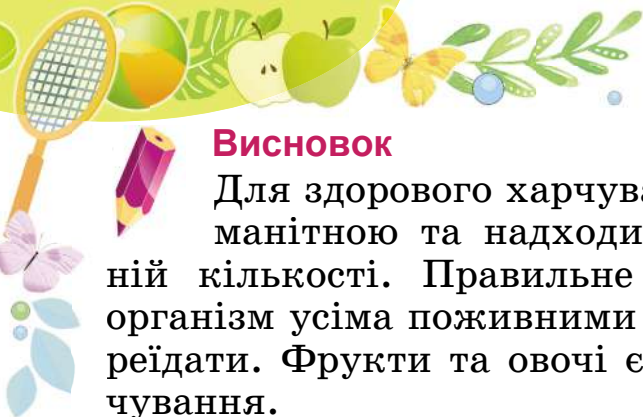 Висновок
Для здорового харчува
манітною та надходи
ній кількості. Правильне
організм усіма поживними
реїдати. Фрукти та овочі є
чування.